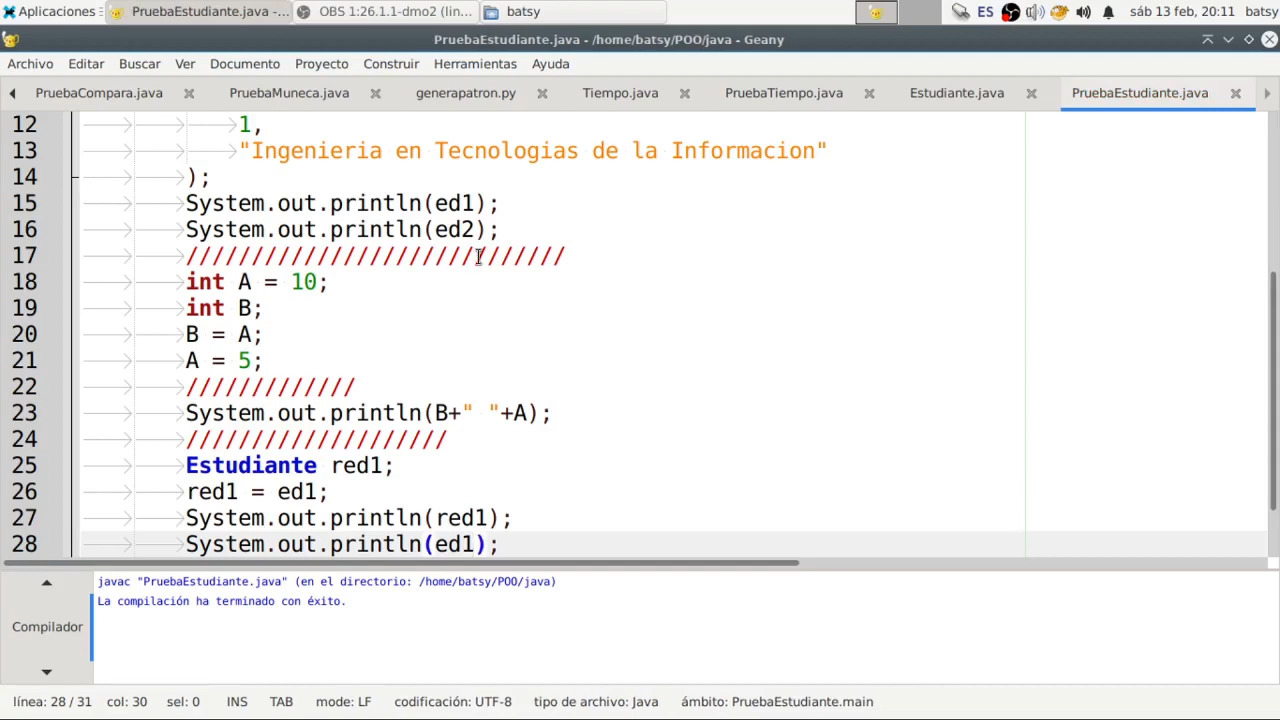 Aplicaciones
PruebaEstudiante.java -...
OBS 1:26.1.1-dmo2 (lin...
batsy
ES
sáb 13 feb, 20:11
batsy
PruebaEstudiante.java - /home/batsy/POO/java - Geany
Archivo Editar Buscar Ver Documento Proyecto Construir Herramientas Ayuda
PruebaCompara.java PruebaMuneca.java generapatron.py Tiempo.java PruebaTiempo.java Estudiante.java PruebaEstudiante.java
12 1,
13 "Ingenieria en Tecnologias de la Informacion"
14 );
15 System.out.println(ed1);
16 System.out.println(ed2);
17 /////////////////////////////
18 int A = 10;
19 int B;
20 B = A;
21 A = 5;
22 /////////////
23 System.out.println(B+" "+A);
24 ////////////////////
25 Estudiante red1;
26 red1 = ed1;
27 System.out.println(red1);
28 System.out.println(ed1);
Compilador
javac "PruebaEstudiante.java" (en el directorio: /home/batsy/POO/java)
La compilación ha terminado con éxito.
línea: 28 / 31 col: 30 sel: 0 INS TAB mode: LF codificación: UTF-8 tipo de archivo: Java ámbito: PruebaEstudiante.main